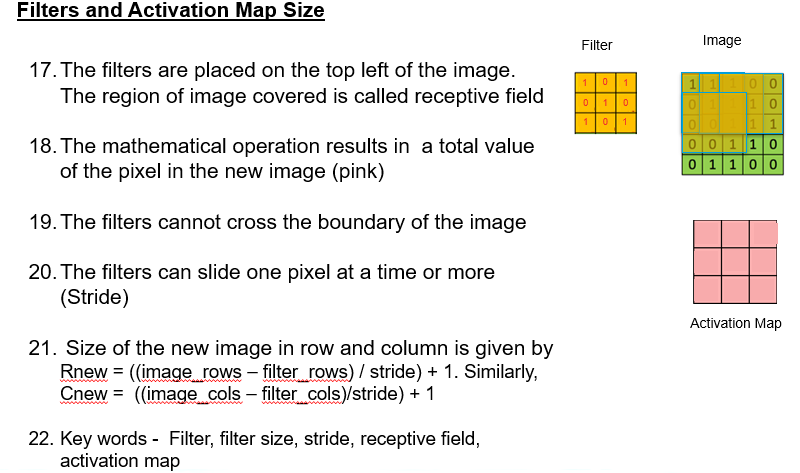 Filters and Activation Map Size
17. The filters are placed on the top left of the image.
The region of image covered is called receptive field
18. The mathematical operation results in a total value
of the pixel in the new image (pink)
19. The filters cannot cross the boundary of the image
20. The filters can slide one pixel at a time or more
(Stride)
21. Size of the new image in row and column is given by
Rnew = ((image_rows – filter_rows) / stride) + 1. Similarly,
Cnew = ((image_cols – filter_cols)/stride) + 1
22. Key words - Filter, filter size, stride, receptive field,
activation map
Filter
1 0 1
0 1 0
1 0 1
Image
1 1 1 0 0
0 1 1 1 0
0 0 1 1 1
0 0 1 1 0
0 1 1 0 0
Activation Map